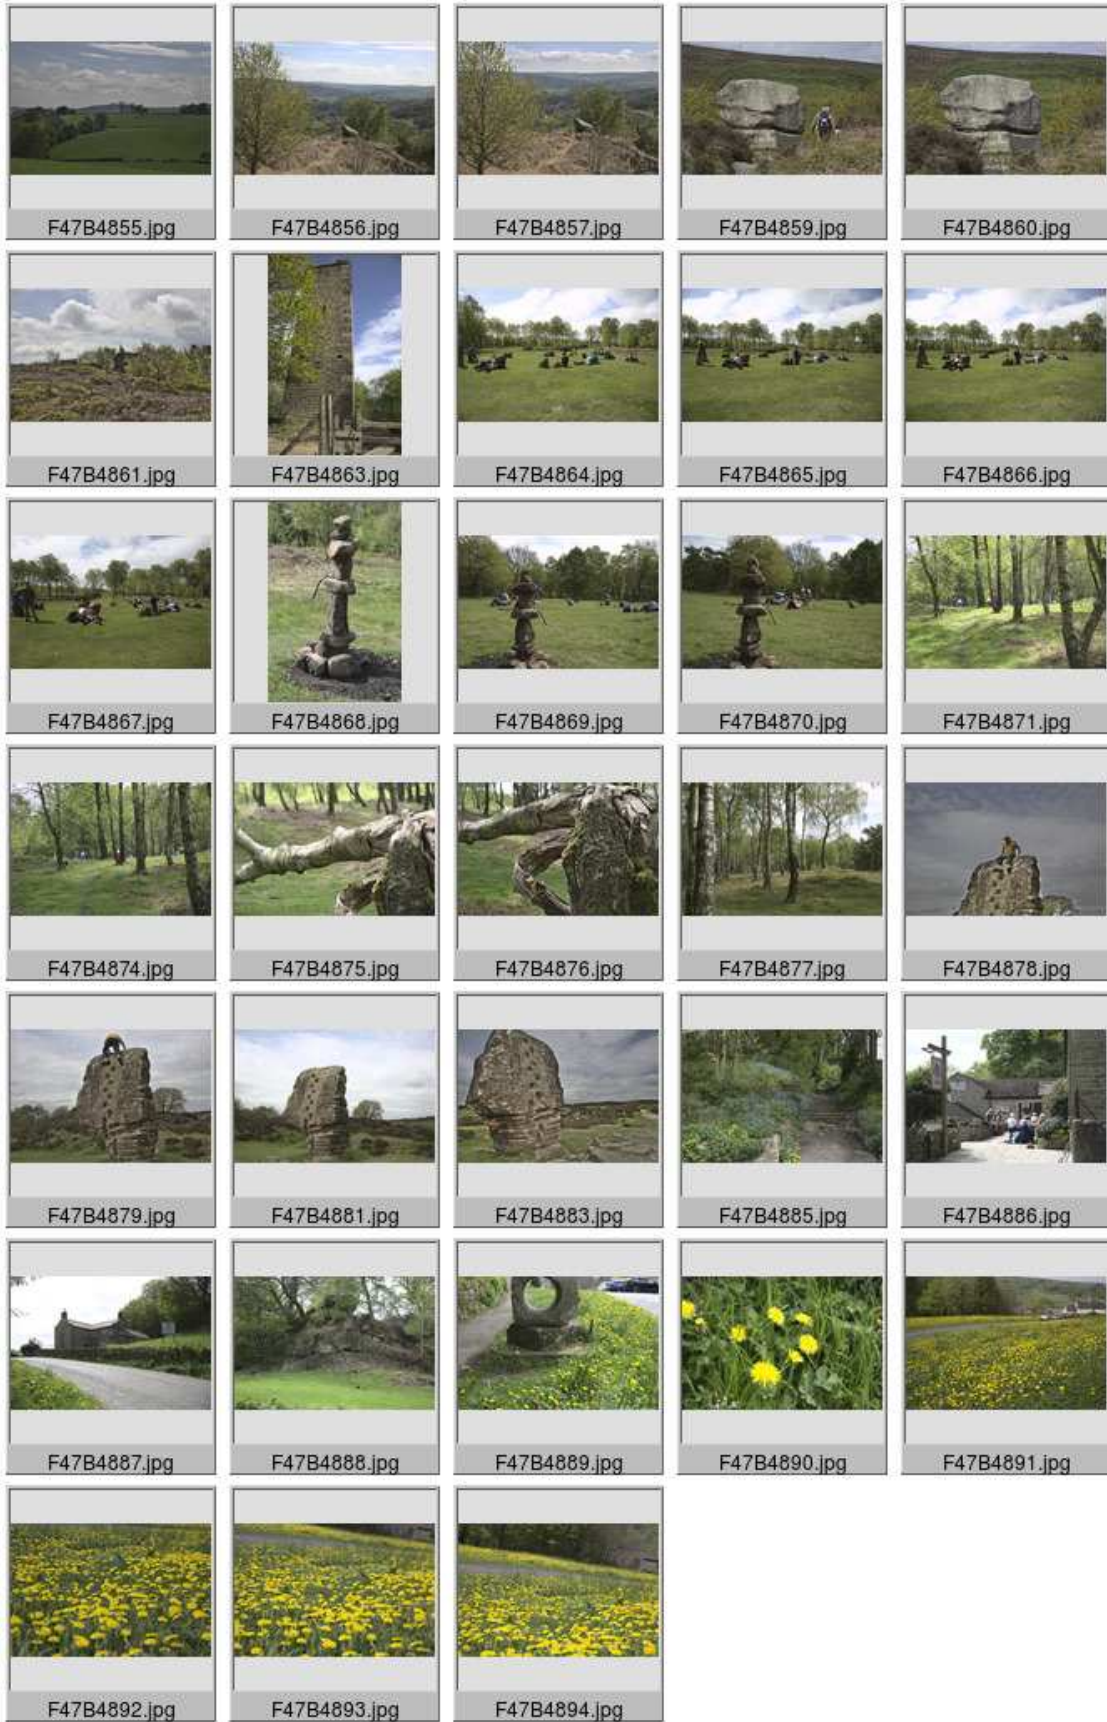 F47B4855.jpg F47B4856.jpg F47B4857.jpg F47B4859.jpg F47B4860.jpg
F47B4861.jpg F47B4863.jpg F47B4864.jpg F47B4865.jpg F47B4866.jpg
F47B4867.jpg F47B4868.jpg F47B4869.jpg F47B4870.jpg F47B4871.jpg
F47B4874.jpg F47B4875.jpg F47B4876.jpg F47B4877.jpg F47B4878.jpg
F47B4879.jpg F47B4881.jpg F47B4883.jpg F47B4885.jpg F47B4886.jpg
F47B4887.jpg F47B4888.jpg F47B4889.jpg F47B4890.jpg F47B4891.jpg
F47B4892.jpg F47B4893.jpg F47B4894.jpg